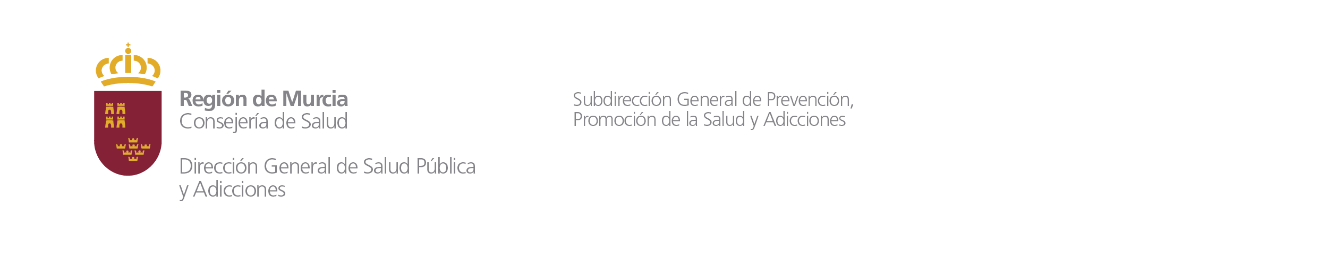 Región de Murcia
Consejería de Salud
Dirección General de Salud Pública
y Adicciones
Subdirección General de Prevención,
Promoción de la Salud y Adicciones